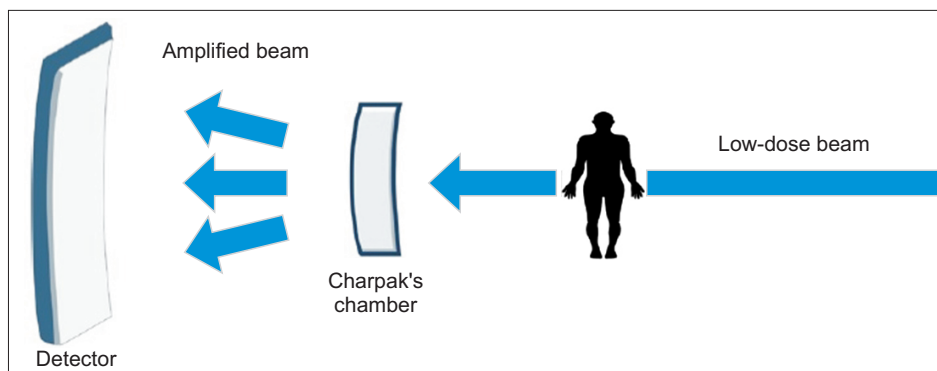 Amplified beam
Low-dose beam
Charpak's
chamber
Detector